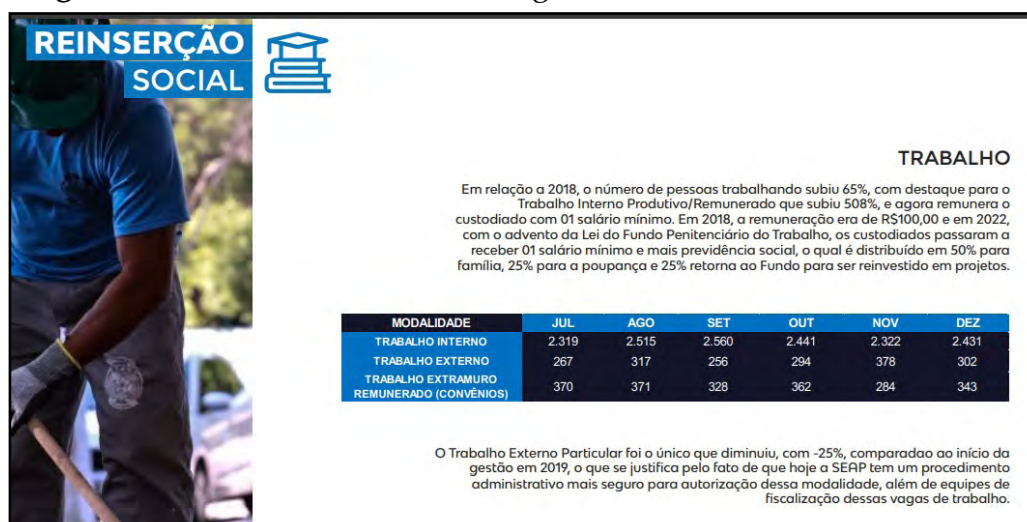 REINSERÇÃO
SOCIAL
TRABALHO
Em relação a 2018, o número de pessoas trabalhando subiu 65%, com destaque para o
Trabalho Interno Produtivo/Remunerado que subiu 508%, e agora remunera o
custodiado com 01 salário mínimo. Em 2018, a remuneração era de R$100,00 e em 2022,
com o advento da Lei do Fundo Penitenciário do Trabalho, os custodiados passaram a
receber 01 salário mínimo e mais previdência social, o qual é distribuído em 50% para
família, 25% para a poupança e 25% retorna ao Fundo para ser reinvestido em projetos.
MODALIDADE JUL AGO SET OUT NOV DEZ
TRABALHO INTERNO 2.319 2.515 2.560 2.441 2.322 2.431
TRABALHO EXTERNO 267 317 256 294 378 302
TRABALHO EXTRAMURO
REMUNERADO (CONVÊNIOS) 370 371 328 362 284 343
O Trabalho Externo Particular foi o único que diminuiu, com -25%, comparadao ao início da
gestão em 2019, o que se justifica pelo fato de que hoje a SEAP tem um procedimento
administrativo mais seguro para autorização dessa modalidade, além de equipes de
fiscalização dessas vagas de trabalho.